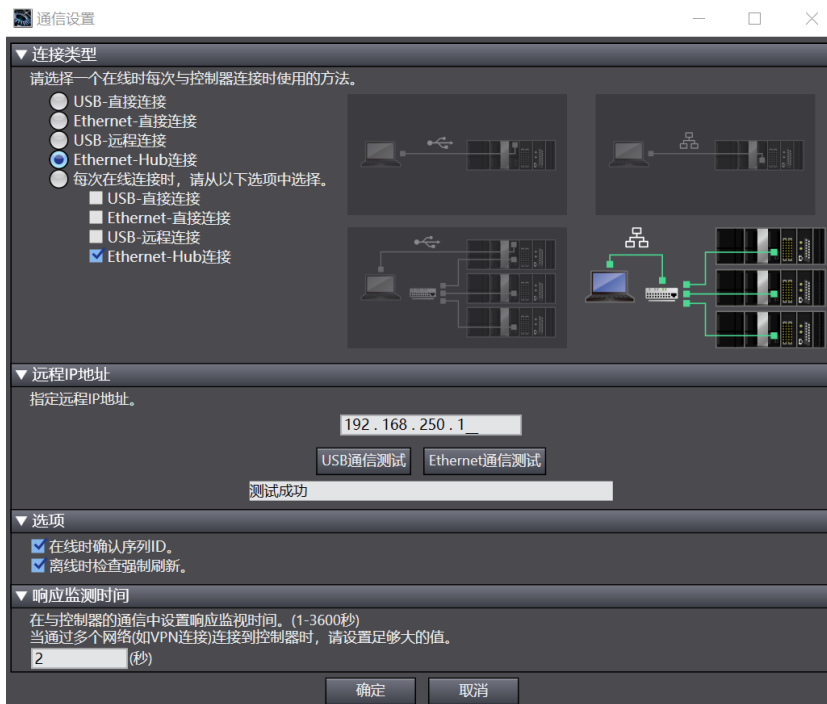 通信设置
▼连接类型
请选择一个在线时每次与控制器连接时使用的方法。
USB-直接连接
Ethernet-直接连接
USB-远程连接
Ethernet-Hub连接
每次在线连接时，请从以下选项中选择。
USB-直接连接
Ethernet-直接连接
USB-远程连接
Ethernet-Hub连接
▼远程IP地址
指定远程IP地址。
192 . 168 . 250 . 1__
USB通信测试 Ethernet通信测试
测试成功
▼选项
在线时确认序列ID。
离线时检查强制刷新。
▼响应监测时间
在与控制器的通信中设置响应监视时间。(1-3600秒)
当通过多个网络(如VPN连接)连接到控制器时，请设置足够大的值。
2 (秒)
确定 取消